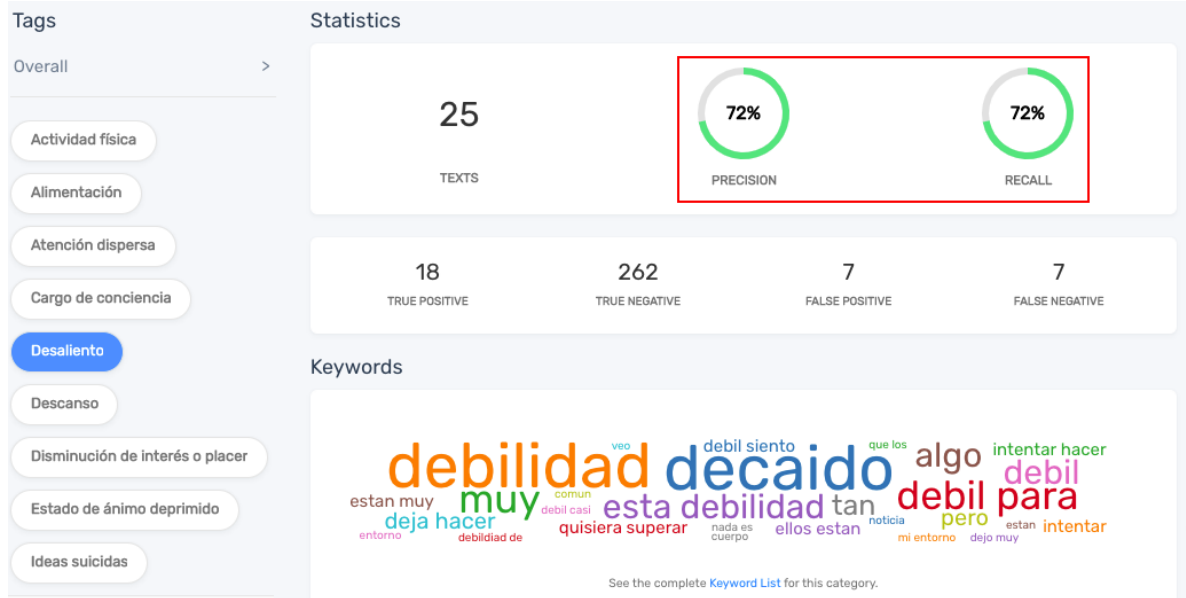 Tags
Overall >
Actividad física
Alimentación
Atención dispersa
Cargo de conciencia
Desaliento
Descanso
Disminución de interés o placer
Estado de ánimo deprimido
Ideas suicidas
Statistics
25
TEXTS
72%
PRECISION
72%
RECALL
18
TRUE POSITIVE
262
TRUE NEGATIVE
7
FALSE POSITIVE
7
FALSE NEGATIVE
Keywords
veo
debil siento
que los
algo
intentar hacer
debilidad
decaido
debil
estan muy
muy
comun
debil casi
esta debilidad
tan
debil para
deja hacer
quisiera superar
nada es
cuerpo
ellos estan
noticia
pero
estan
intentar
entorno
debildiad de
mi entorno
dejo muy
See the complete Keyword List for this category.